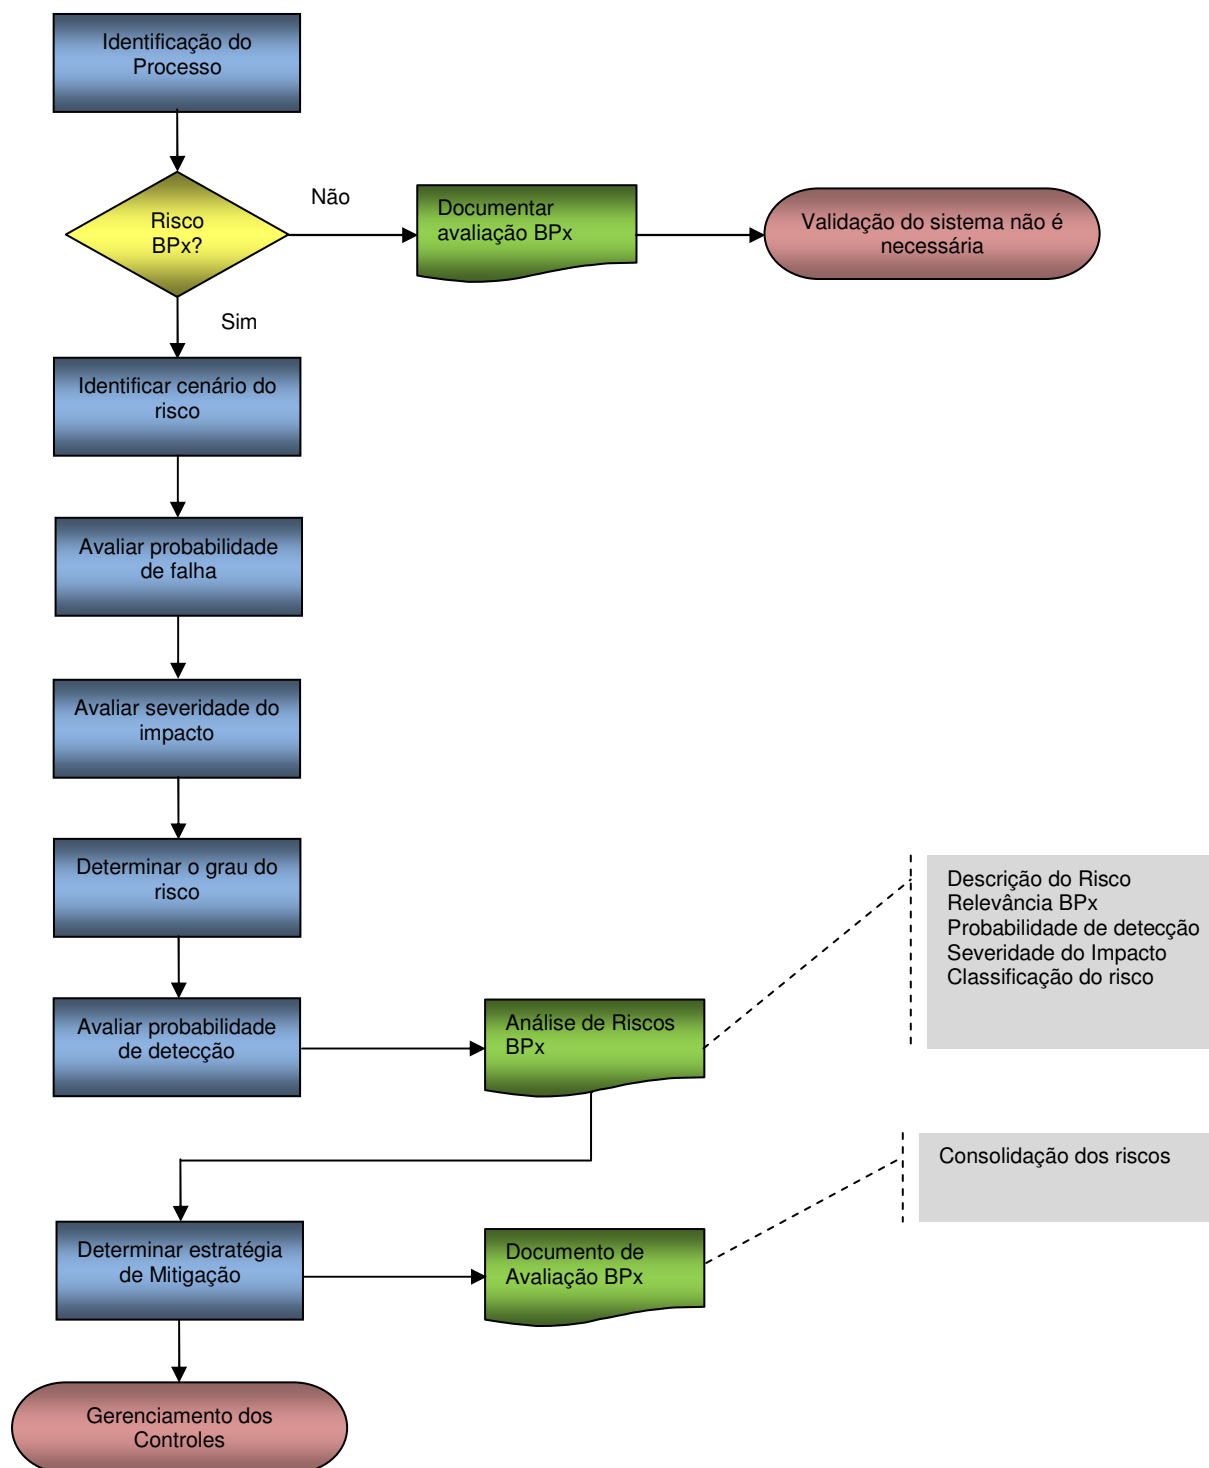 Identificação do
Processo
Risco
BPx?
Não
Documentar
avaliação BPx
Validação do sistema não é
necessária
Sim
Identificar cenário do
risco
Avaliar probabilidade
de falha
Avaliar severidade do
impacto
Determinar o grau do
risco
Descrição do Risco
Relevância BPx
Probabilidade de detecção
Severidade do Impacto
Classificação do risco
Avaliar probabilidade
de detecção
Análise de Riscos
BPx
Consolidação dos riscos
Determinar estratégia
de Mitigação
Documento de
Avaliação BPx
Gerenciamento dos
Controles